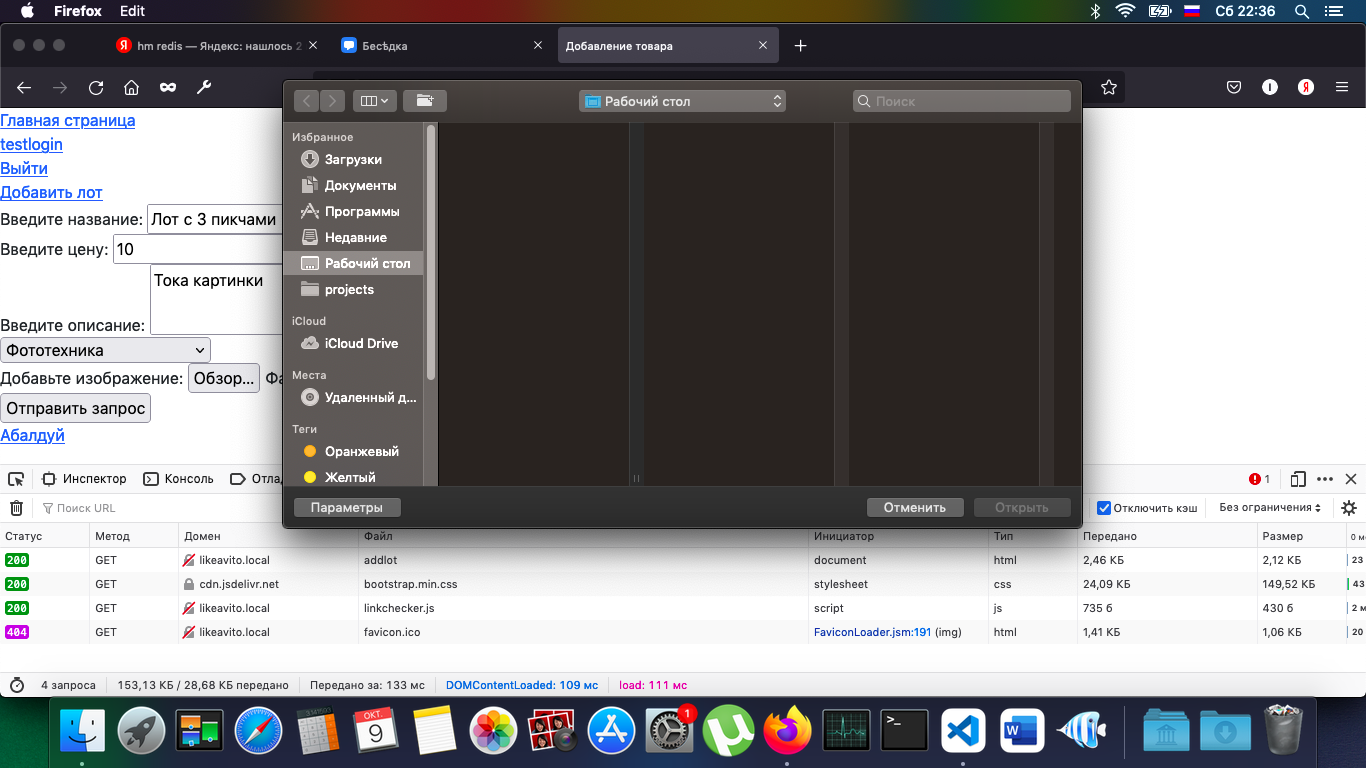 Firefox Edit Сб 22:36
hm redis — Яндекс: нашлось 2
Бесѣдка
Добавление товара
Рабочий стол
Поиск
Главная страница
testlogin
Выйти
Добавить лот
Введите название: Лот с 3 пикчами
Введите цену: 10
Тока картинки
Введите описание:
Фототехника
Добавьте изображение: Обзор... Фа
Отправить запрос
Абалдуй
Избранное
Загрузки
Документы
Программы
Недавние
Рабочий стол
projects
iCloud
iCloud Drive
Места
Удаленный д...
Теги
Оранжевый
Желтый
Параметры Отменить Открыть
Инспектор Консоль Отла 1
Поиск URL Отключить кэш Без ограничения
Статус Метод Домен Файл Инициатор Тип Передано Размер 0 мс
200 GET likeavito.local addlot document html 2,46 КБ 2,12 КБ 23
200 GET cdn.jsdelivr.net bootstrap.min.css stylesheet css 24,09 КБ 149,52 КБ 43
200 GET likeavito.local linkchecker.js script js 735 б 430 б 2 м
404 GET likeavito.local favicon.ico FaviconLoader.jsm:191 (img) html 1,41 КБ 1,06 КБ 20
4 запроса 153,13 КБ / 28,68 КБ передано Передано за: 133 мс DOMContentLoaded: 109 мс load: 111 мс
ОКТ
9
1